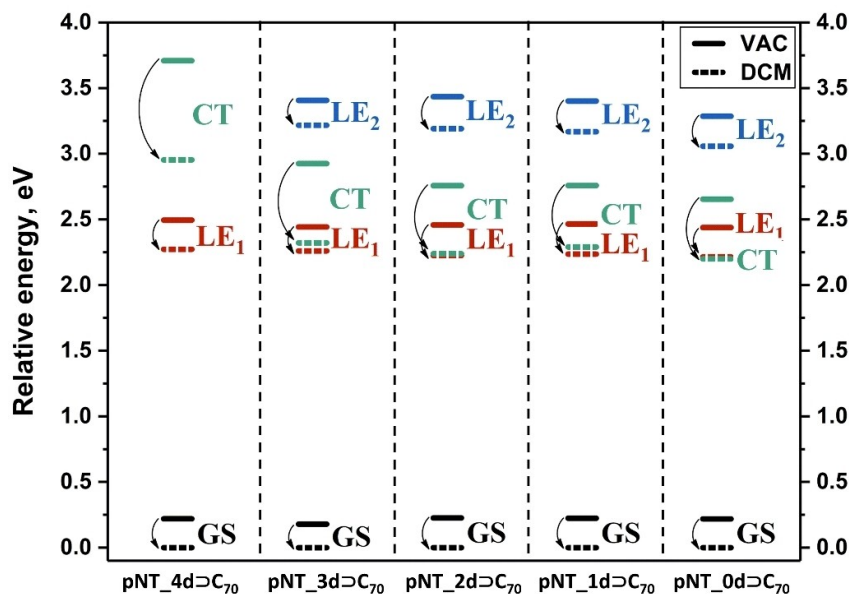 4.0
3.5
3.0
2.5
2.0
1.5
1.0
0.5
0.0
Relative energy, eV
VAC
DCM
CT
LE₁
GS
LE₂
CT
LE₁
GS
LE₂
CT
LE₁
GS
LE₂
CT
LE₁
GS
LE₂
LE₁
CT
GS
4.0
3.5
3.0
2.5
2.0
1.5
1.0
0.5
0.0
pNT_4d⊃C₇₀
pNT_3d⊃C₇₀
pNT_2d⊃C₇₀
pNT_1d⊃C₇₀
pNT_0d⊃C₇₀